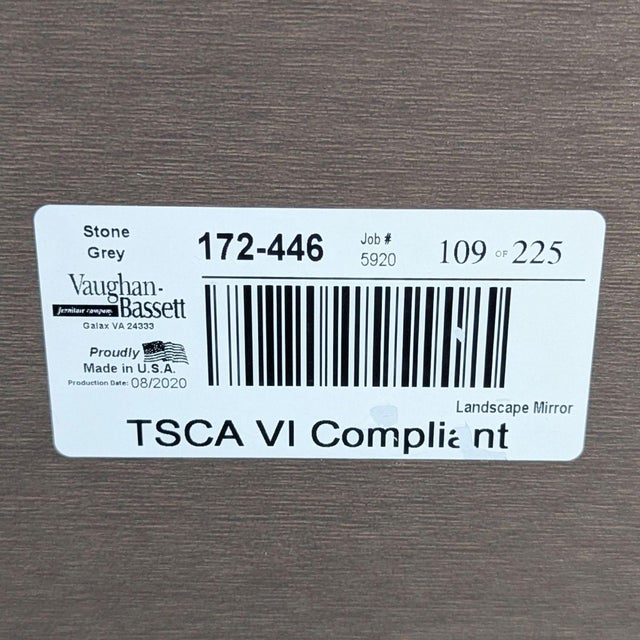 Stone
Grey
172-446
Job #
5920
109 OF 225
Vaughan-
furniture company Bassett
Galax VA 24333
Proudly
Made in U.S.A.
Production Date: 08/2020
Landscape Mirror
TSCA VI Compliant